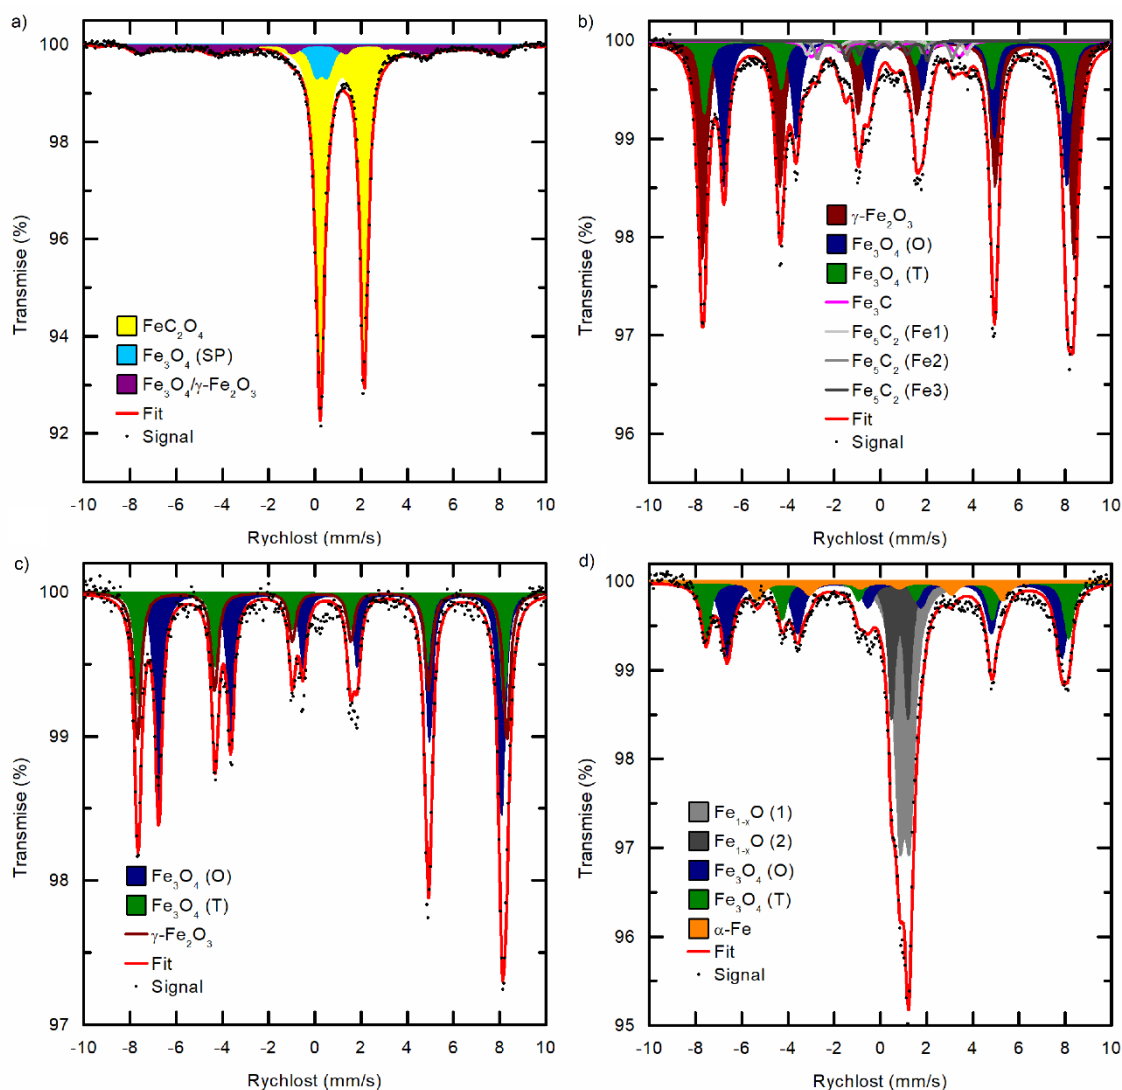 a)
100
98
96
94
92
Transmise (%)
FeC₂O₄
Fe₃O₄ (SP)
Fe₃O₄/γ-Fe₂O₃
Fit
Signal
-10 -8 -6 -4 -2 0 2 4 6 8 10
Rychlost (mm/s)
b)
100
99
98
97
96
Transmise (%)
γ-Fe₂O₃
Fe₃O₄ (O)
Fe₃O₄ (T)
Fe₃C
Fe₅C₂ (Fe1)
Fe₅C₂ (Fe2)
Fe₅C₂ (Fe3)
Fit
Signal
-10 -8 -6 -4 -2 0 2 4 6 8 10
Rychlost (mm/s)
c)
100
99
98
97
Transmise (%)
Fe₃O₄ (O)
Fe₃O₄ (T)
γ-Fe₂O₃
Fit
Signal
-10 -8 -6 -4 -2 0 2 4 6 8 10
Rychlost (mm/s)
d)
100
99
98
97
96
95
Transmise (%)
Fe₁₋ₓO (1)
Fe₁₋ₓO (2)
Fe₃O₄ (O)
Fe₃O₄ (T)
α-Fe
Fit
Signal
-10 -8 -6 -4 -2 0 2 4 6 8 10
Rychlost (mm/s)